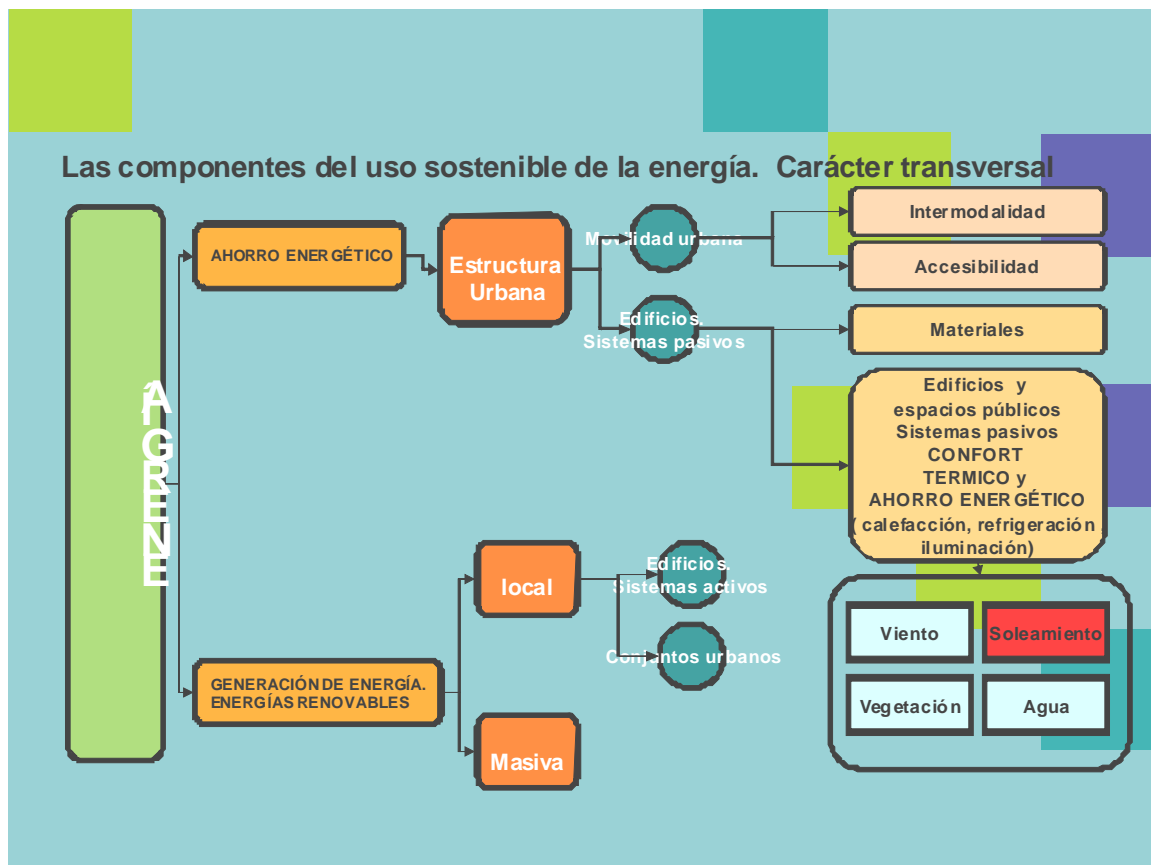 Las componentes del uso sostenible de la energía. Carácter transversal
ENERGÍA
AHORRO ENERGÉTICO
Estructura
Urbana
Movilidad urbana
Intermodalidad
Accesibilidad
Edificios.
Sistemas pasivos
Materiales
Edificios y
espacios públicos
Sistemas pasivos
CONFORT
TERMICO y
AHORRO ENERGÉTICO
( calefacción, refrigeración
iluminación)
Viento
Soleamiento
Vegetación
Agua
GENERACIÓN DE ENERGÍA.
ENERGÍAS RENOVABLES
local
Edificios.
Sistemas activos
Conjuntos urbanos
Masiva